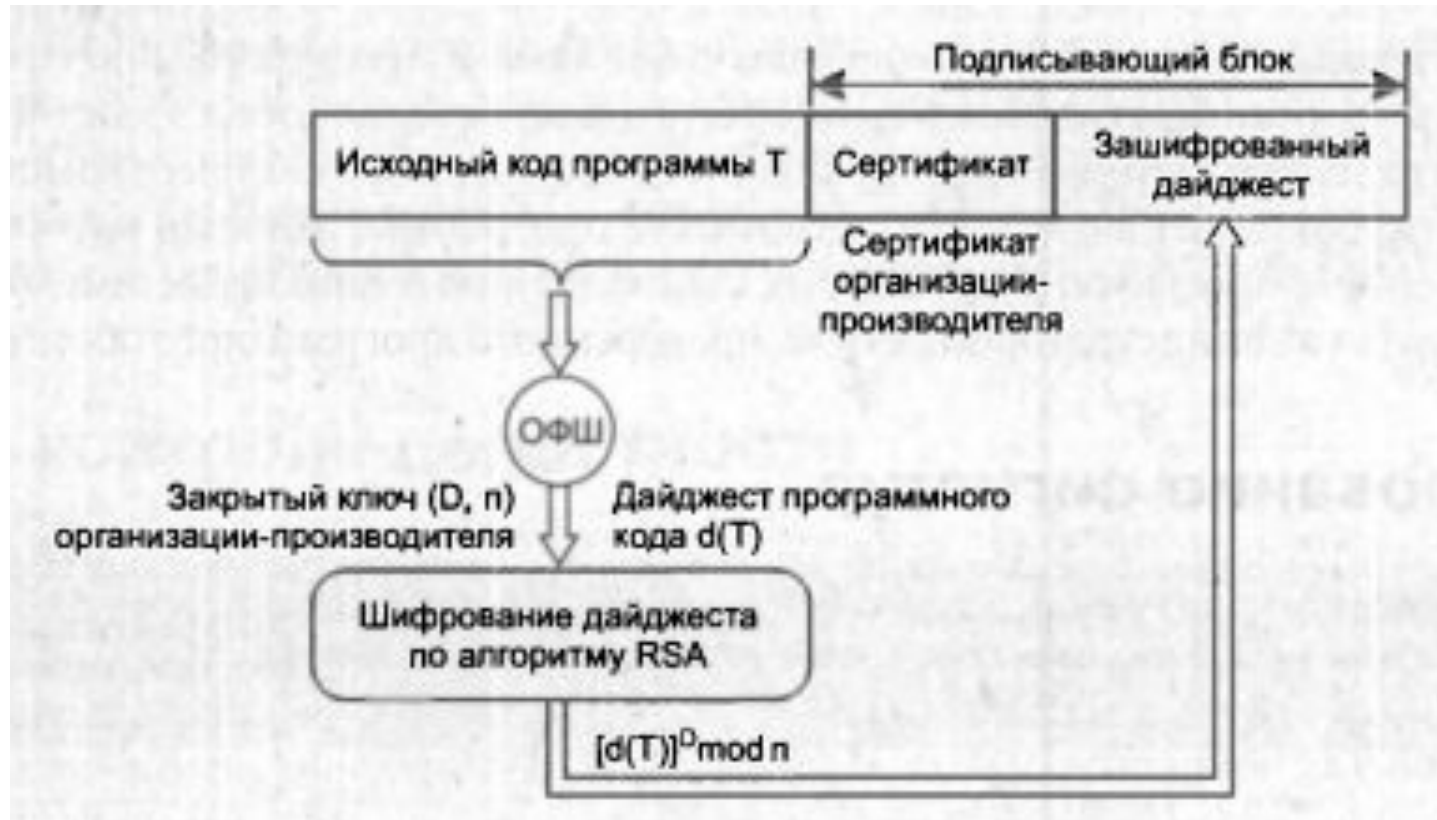 Подписывающий блок
Исходный код программы Т
Сертификат
Зашифрованный
дайджест
Сертификат
организации-
производителя
ОФШ
Закрытый ключ (D, n)
организации-производителя
Дайджест программного
кода d(T)
Шифрование дайджеста
по алгоритму RSA
[d(T)]ᴰmod n